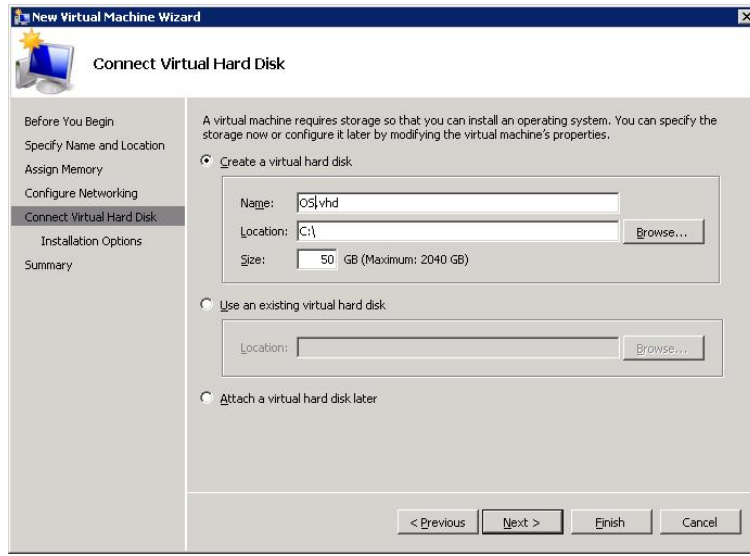 New Virtual Machine Wizard
Connect Virtual Hard Disk
Before You Begin
Specify Name and Location
Assign Memory
Configure Networking
Connect Virtual Hard Disk
Installation Options
Summary
A virtual machine requires storage so that you can install an operating system. You can specify the
storage now or configure it later by modifying the virtual machine's properties.
Create a virtual hard disk
Name: OS.vhd
Location: C:\ Browse...
Size: 50 GB (Maximum: 2040 GB)
Use an existing virtual hard disk
Location: Browse...
Attach a virtual hard disk later
< Previous Next > Finish Cancel